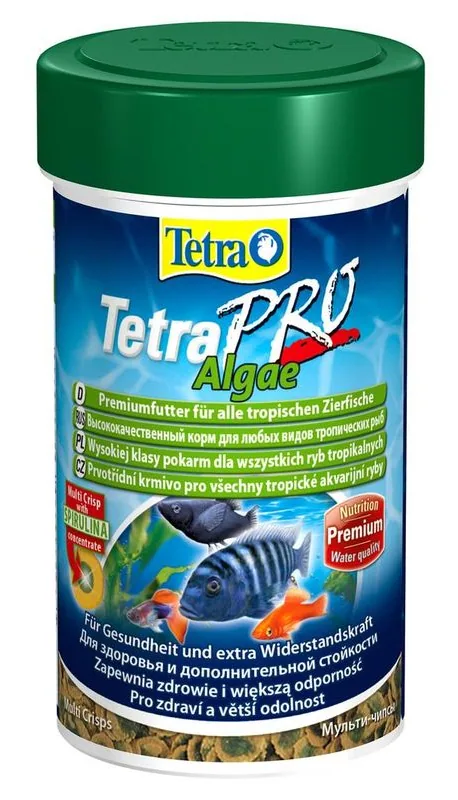 Tetra
Tetra
TetraPRO
Algae
D Premiumfutter für alle tropischen Zierfische
RUS Высококачественный корм для любых видов тропических рыб
PL Wysokiej klasy pokarm dla wszystkich ryb tropikalnych
CZ Prvotřídní krmivo pro všechny tropické akvarijní ryby
Multi Crisp
with
SPIRULINA
concentrate
Nutrition
Premium
Water quality
Für Gesundheit und extra Widerstandskraft
Для здоровья и дополнительной стойкости
Zapewnia zdrowie i większą odporność
Pro zdraví a větší odolnost
Multi Crisps
Мульти-чипсы